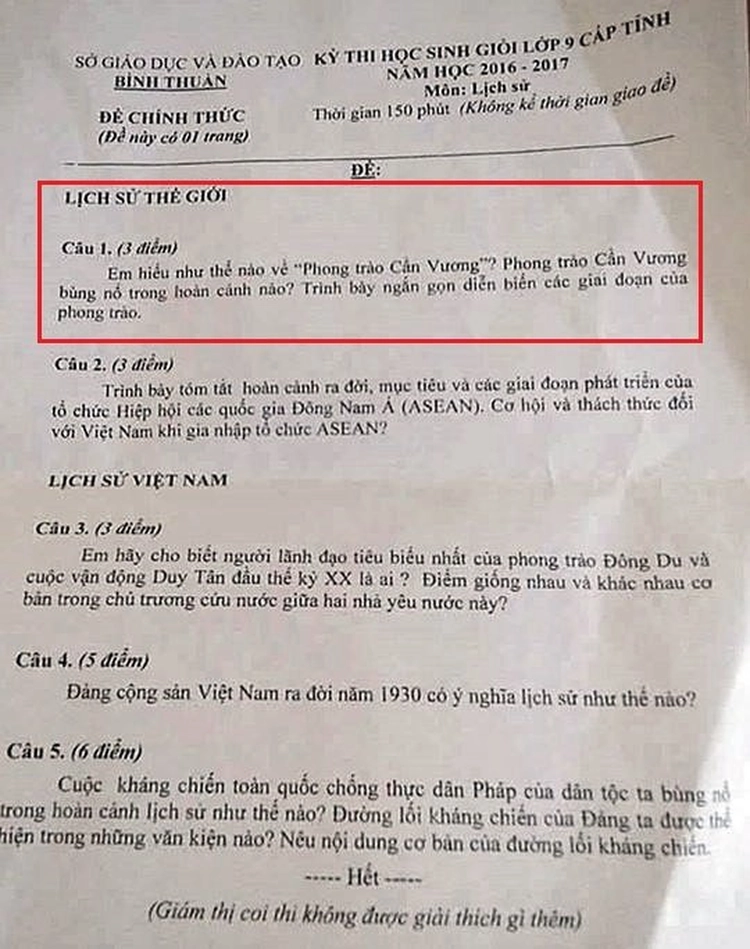 SỞ GIÁO DỤC VÀ ĐÀO TẠO KỲ THI HỌC SINH GIỎI LỚP 9 CẤP TỈNH
BÌNH THUẬN NĂM HỌC 2016 - 2017
Môn: Lịch sử
ĐỀ CHÍNH THỨC Thời gian 150 phút (Không kể thời gian giao đề)
(Đề này có 01 trang)
ĐỀ:
LỊCH SỬ THẾ GIỚI
Câu 1. (3 điểm)
Em hiểu như thế nào về "Phong trào Cần Vương"? Phong trào Cần Vương
bùng nổ trong hoàn cảnh nào? Trình bày ngắn gọn diễn biến các giai đoạn của
phong trào.
Câu 2. (3 điểm)
Trình bày tóm tắt hoàn cảnh ra đời, mục tiêu và các giai đoạn phát triển của
tổ chức Hiệp hội các quốc gia Đông Nam Á (ASEAN). Cơ hội và thách thức đối
với Việt Nam khi gia nhập tổ chức ASEAN?
LỊCH SỬ VIỆT NAM
Câu 3. (3 điểm)
Em hãy cho biết người lãnh đạo tiêu biểu nhất của phong trào Đông Du và
cuộc vận động Duy Tân đầu thế kỷ XX là ai ? Điểm giống nhau và khác nhau cơ
bản trong chủ trương cứu nước giữa hai nhà yêu nước này?
Câu 4. (5 điểm)
Đảng cộng sản Việt Nam ra đời năm 1930 có ý nghĩa lịch sử như thế nào?
Câu 5. (6 điểm)
Cuộc kháng chiến toàn quốc chống thực dân Pháp của dân tộc ta bùng nổ
trong hoàn cảnh lịch sử như thế nào? Đường lối kháng chiến của Đảng ta được thể
hiện trong những văn kiện nào? Nêu nội dung cơ bản của đường lối kháng chiến.
----- Hết -----
(Giám thị coi thi không được giải thích gì thêm)